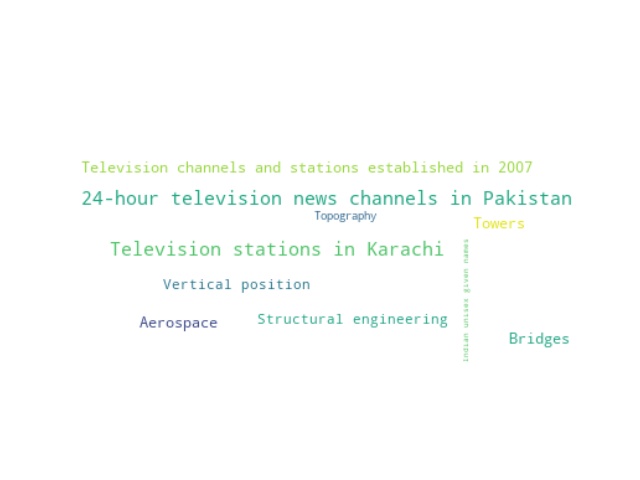 Television channels and stations established in 2007
24-hour television news channels in Pakistan
Topography
Towers
Television stations in Karachi
Indian unisex given names
Vertical position
Structural engineering
Aerospace
Bridges